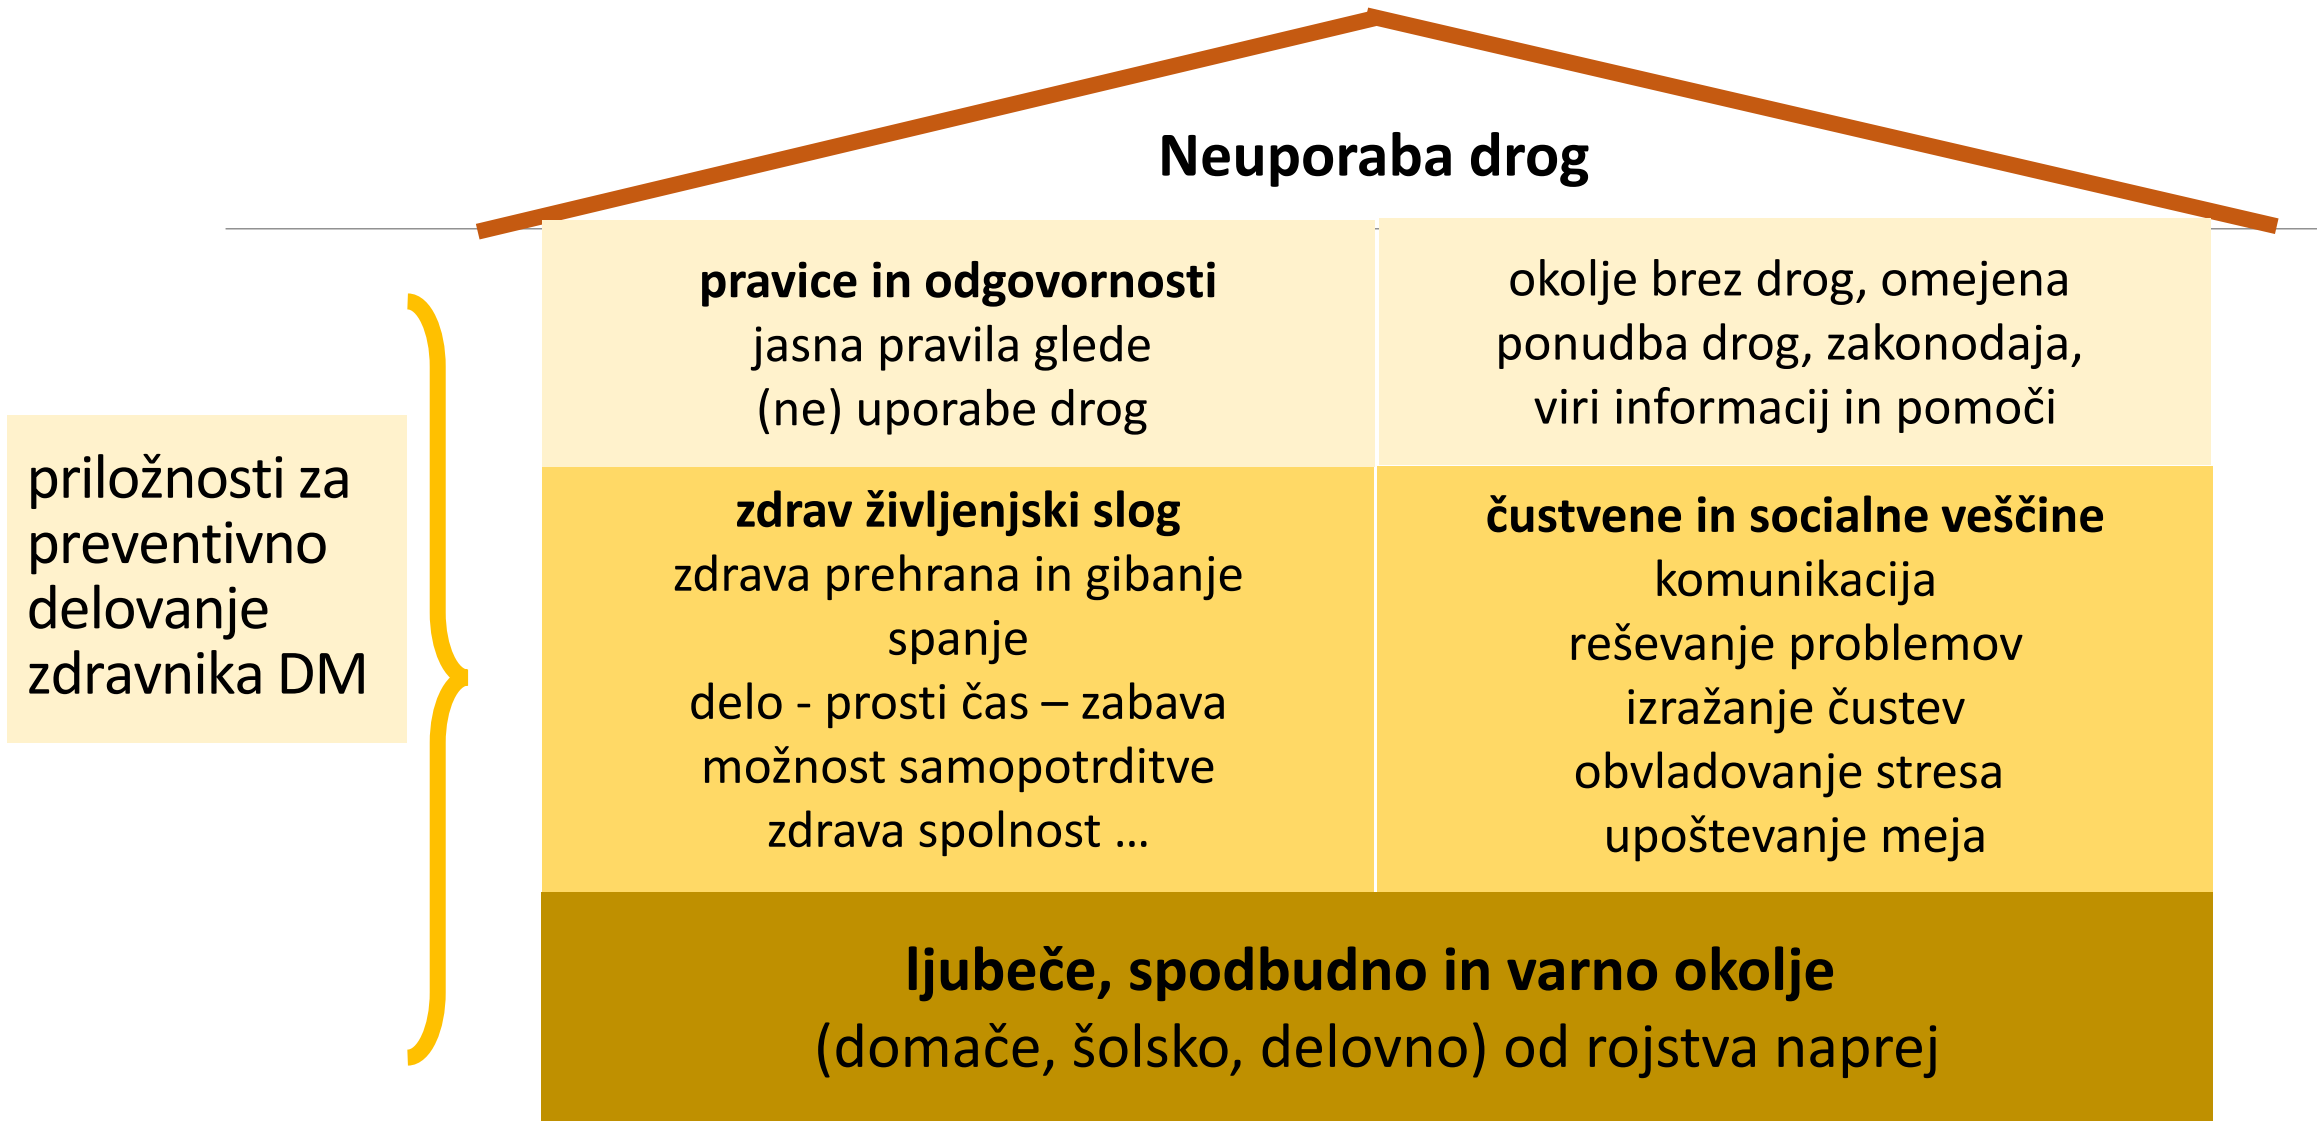 Neuporaba drog
pravice in odgovornosti
jasna pravila glede
(ne) uporabe drog
okolje brez drog, omejena
ponudba drog, zakonodaja,
viri informacij in pomoči
priložnosti za
preventivno
delovanje
zdravnika DM
zdrav življenjski slog
zdrava prehrana in gibanje
spanje
delo - prosti čas – zabava
možnost samopotrditve
zdrava spolnost ...
čustvene in socialne veščine
komunikacija
reševanje problemov
izražanje čustev
obvladovanje stresa
upoštevanje meja
ljubeče, spodbudno in varno okolje
(domače, šolsko, delovno) od rojstva naprej